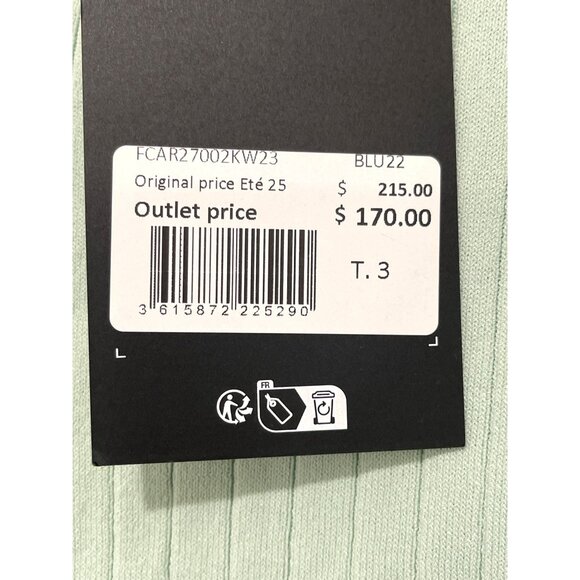 FCAR27002KW23 BLU22
Original price Eté 25 $ 215.00
Outlet price $ 170.00
T. 3
3 615872 225290
FR